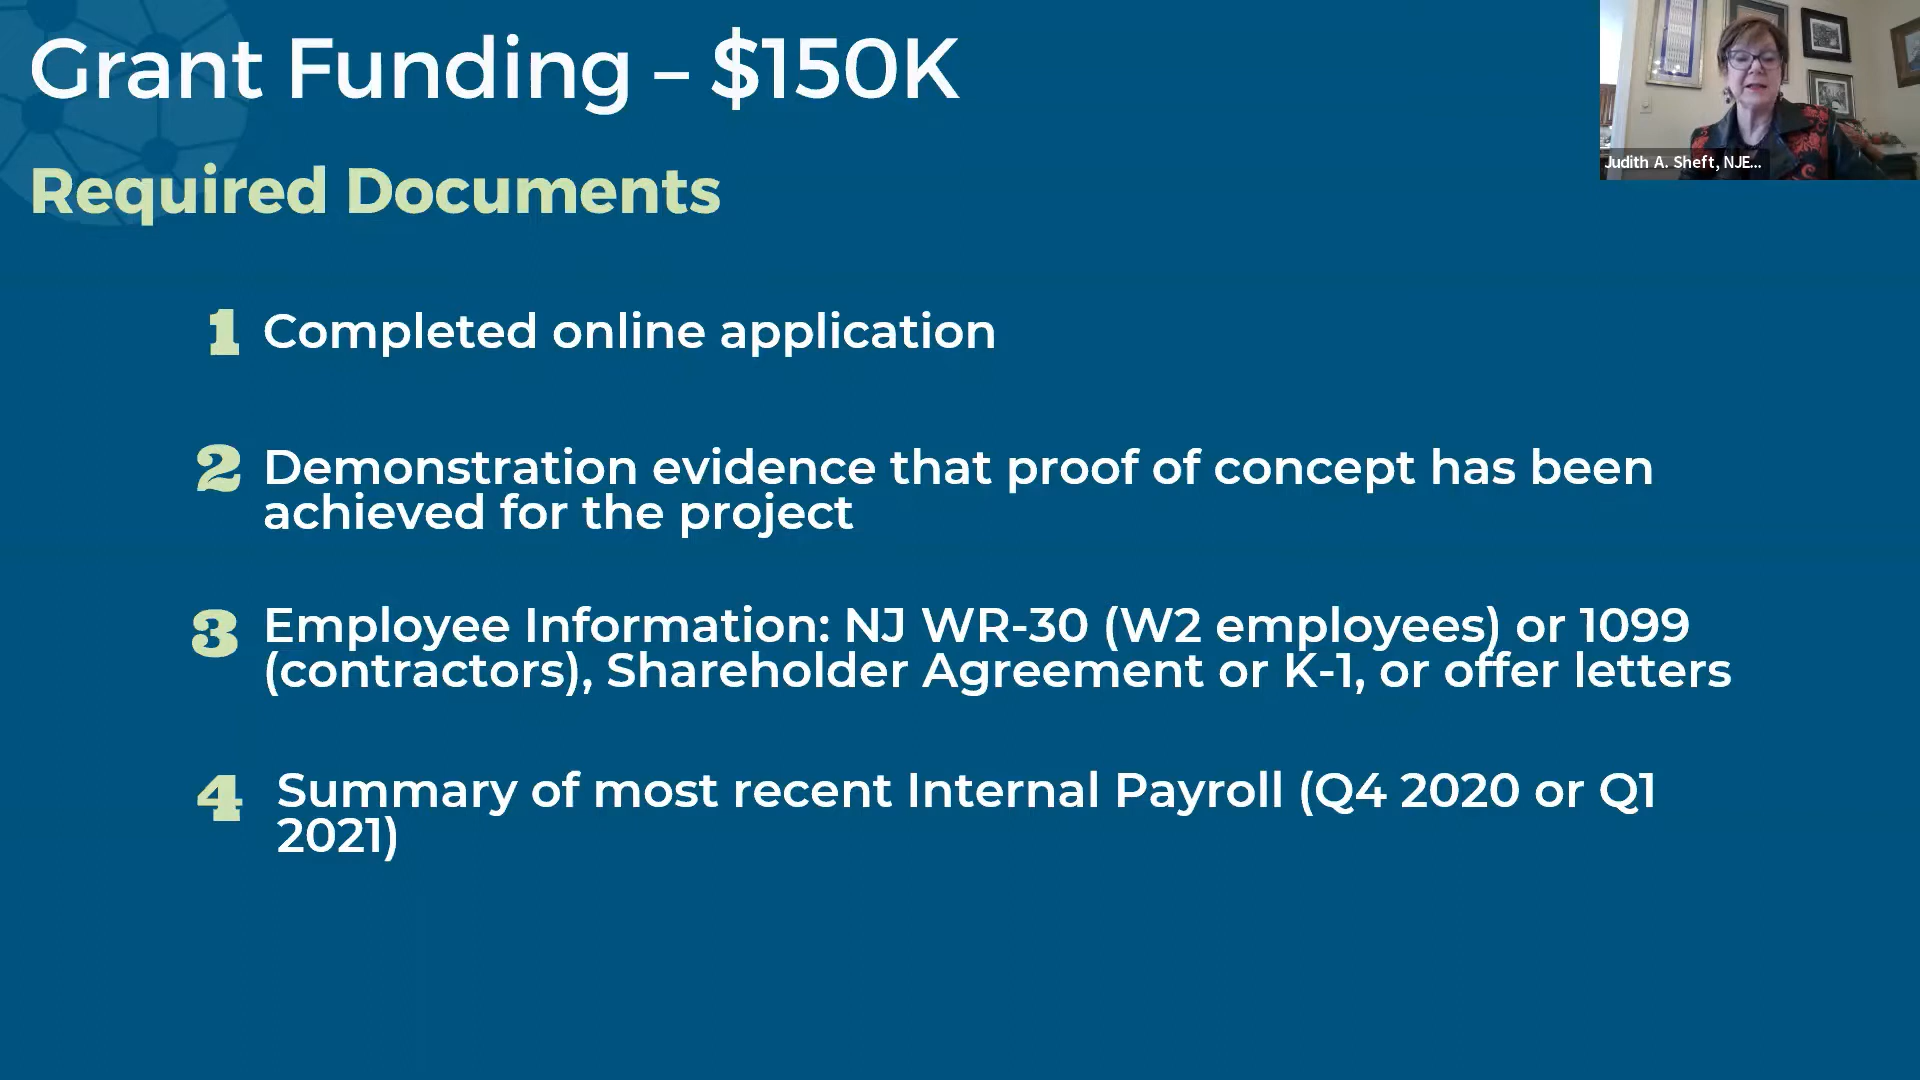 Grant Funding – $150K
Judith A. Sheft, NJE...
Required Documents
1 Completed online application
2 Demonstration evidence that proof of concept has been
achieved for the project
3 Employee Information: NJ WR-30 (W2 employees) or 1099
(contractors), Shareholder Agreement or K-1, or offer letters
4 Summary of most recent Internal Payroll (Q4 2020 or Q1
2021)